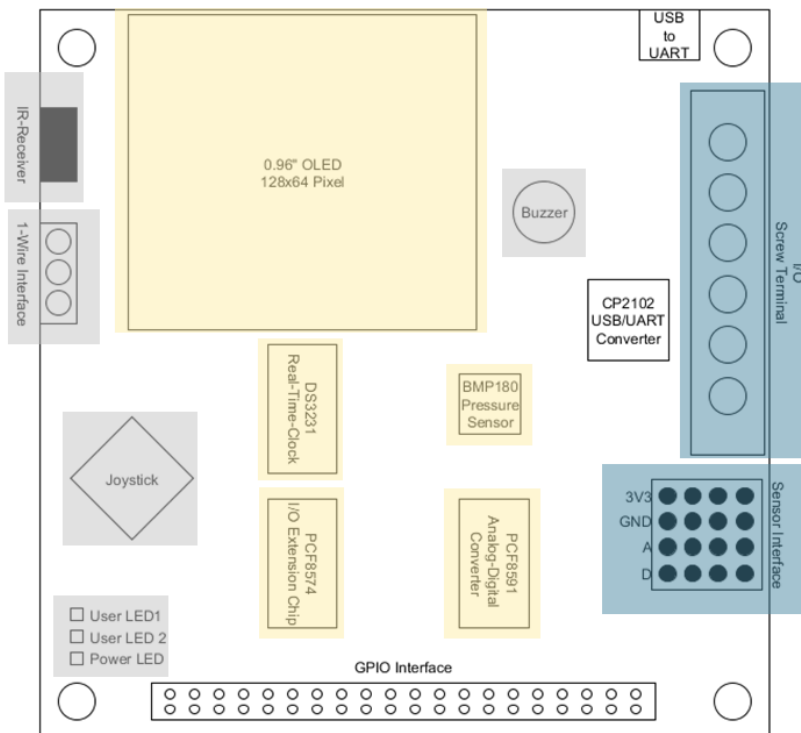 USB
to
UART
IR-Receiver
0.96" OLED
128x64 Pixel
Buzzer
I/O
Screw Terminal
1-Wire Interface
CP2102
USB/UART
Converter
DS3231
Real-Time-Clock
BMP180
Pressure
Sensor
Joystick
PCF8574
I/O Extension Chip
PCF8591
Analog-Digital
Converter
3V3
GND
A
D
Sensor Interface
User LED1
User LED 2
Power LED
GPIO Interface